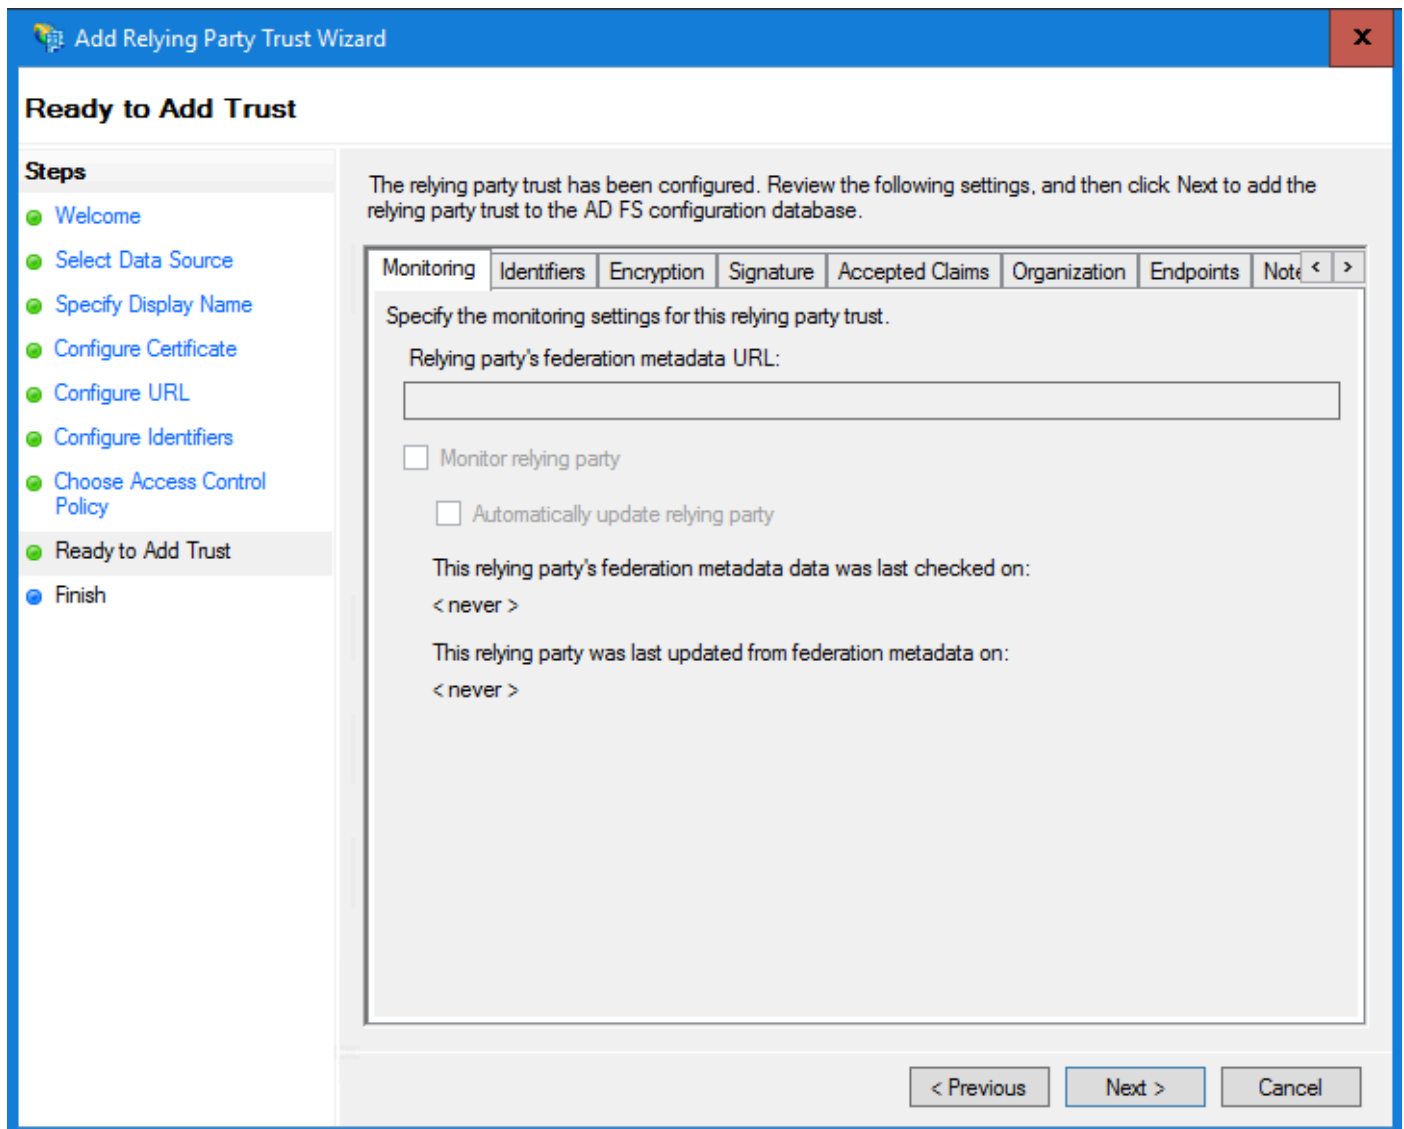 Add Relying Party Trust Wizard
x
Ready to Add Trust
Steps
Welcome
Select Data Source
Specify Display Name
Configure Certificate
Configure URL
Configure Identifiers
Choose Access Control
Policy
Ready to Add Trust
Finish
The relying party trust has been configured. Review the following settings, and then click Next to add the
relying party trust to the AD FS configuration database.
Monitoring Identifiers Encryption Signature Accepted Claims Organization Endpoints Note < >
Specify the monitoring settings for this relying party trust.
Relying party's federation metadata URL:
Monitor relying party
Automatically update relying party
This relying party's federation metadata data was last checked on:
< never >
This relying party was last updated from federation metadata on:
< never >
< Previous Next > Cancel